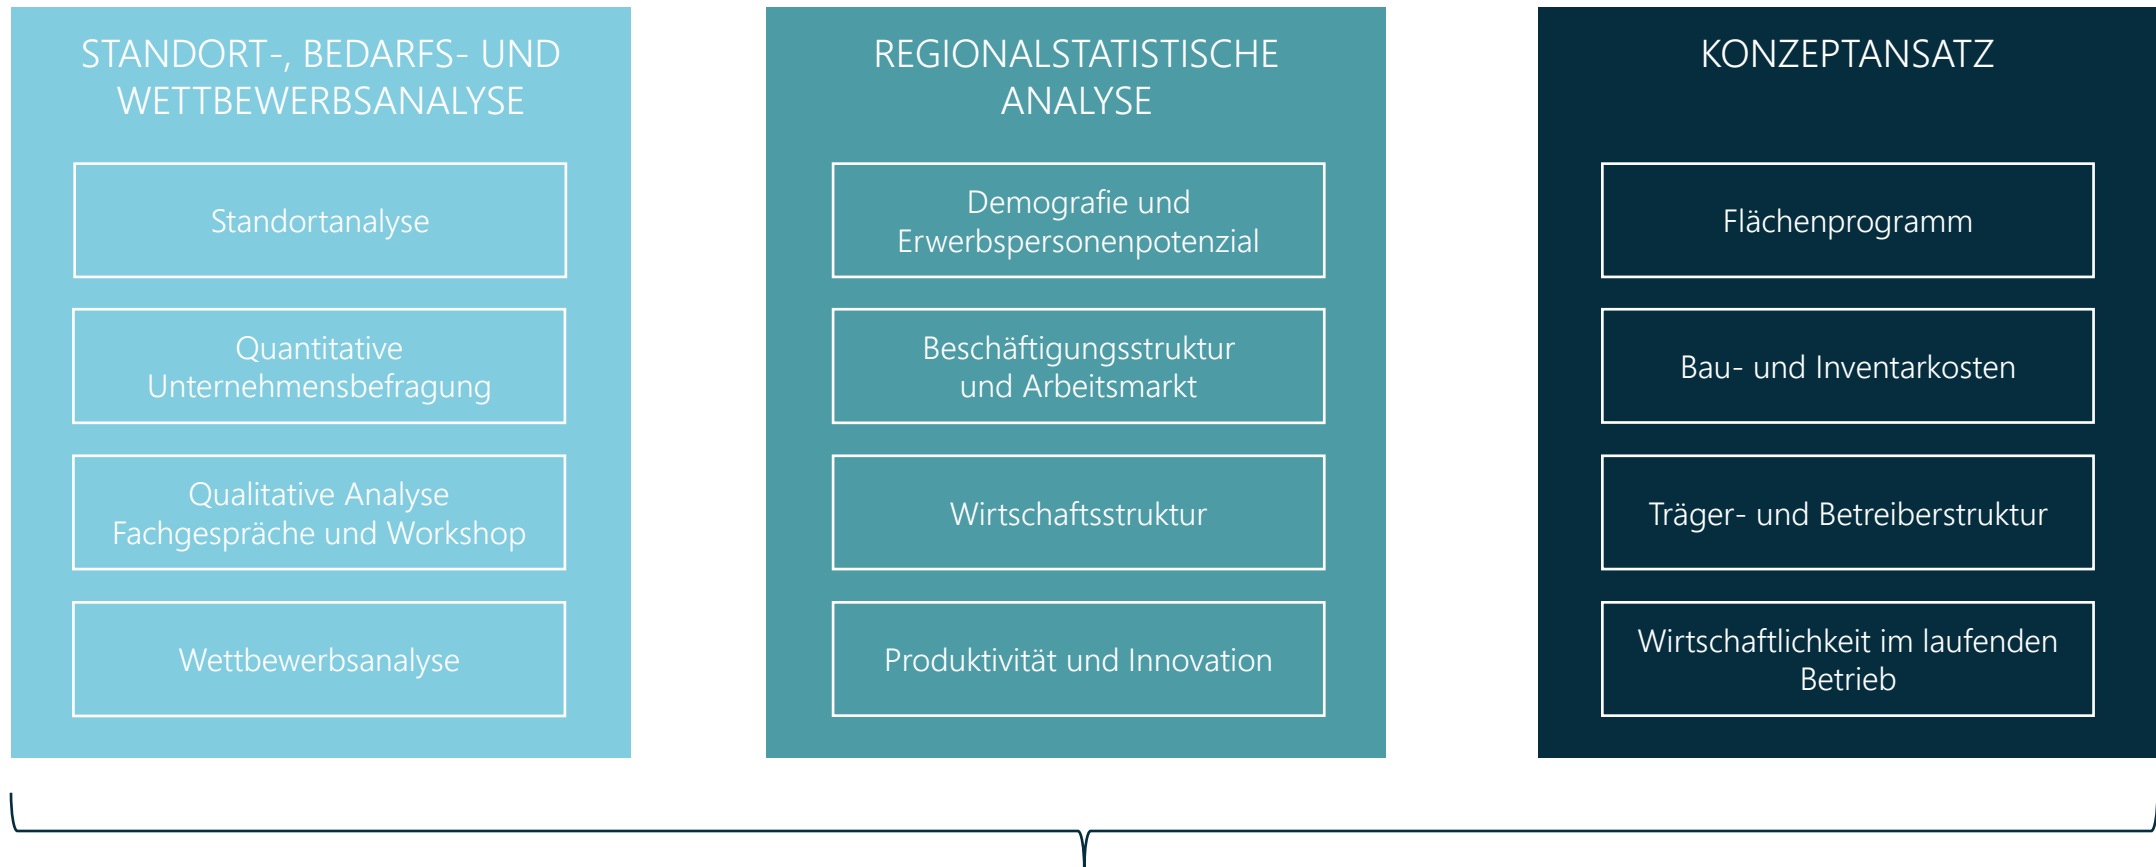 STANDORT-, BEDARFS- UND
WETTBEWERBSANALYSE
Standortanalyse
Quantitative
Unternehmensbefragung
Qualitative Analyse
Fachgespräche und Workshop
Wettbewerbsanalyse
REGIONALSTATISTISCHE
ANALYSE
Demografie und
Erwerbspersonenpotenzial
Beschäftigungsstruktur
und Arbeitsmarkt
Wirtschaftsstruktur
Produktivität und Innovation
KONZEPTANSATZ
Flächenprogramm
Bau- und Inventarkosten
Träger- und Betreiberstruktur
Wirtschaftlichkeit im laufenden
Betrieb